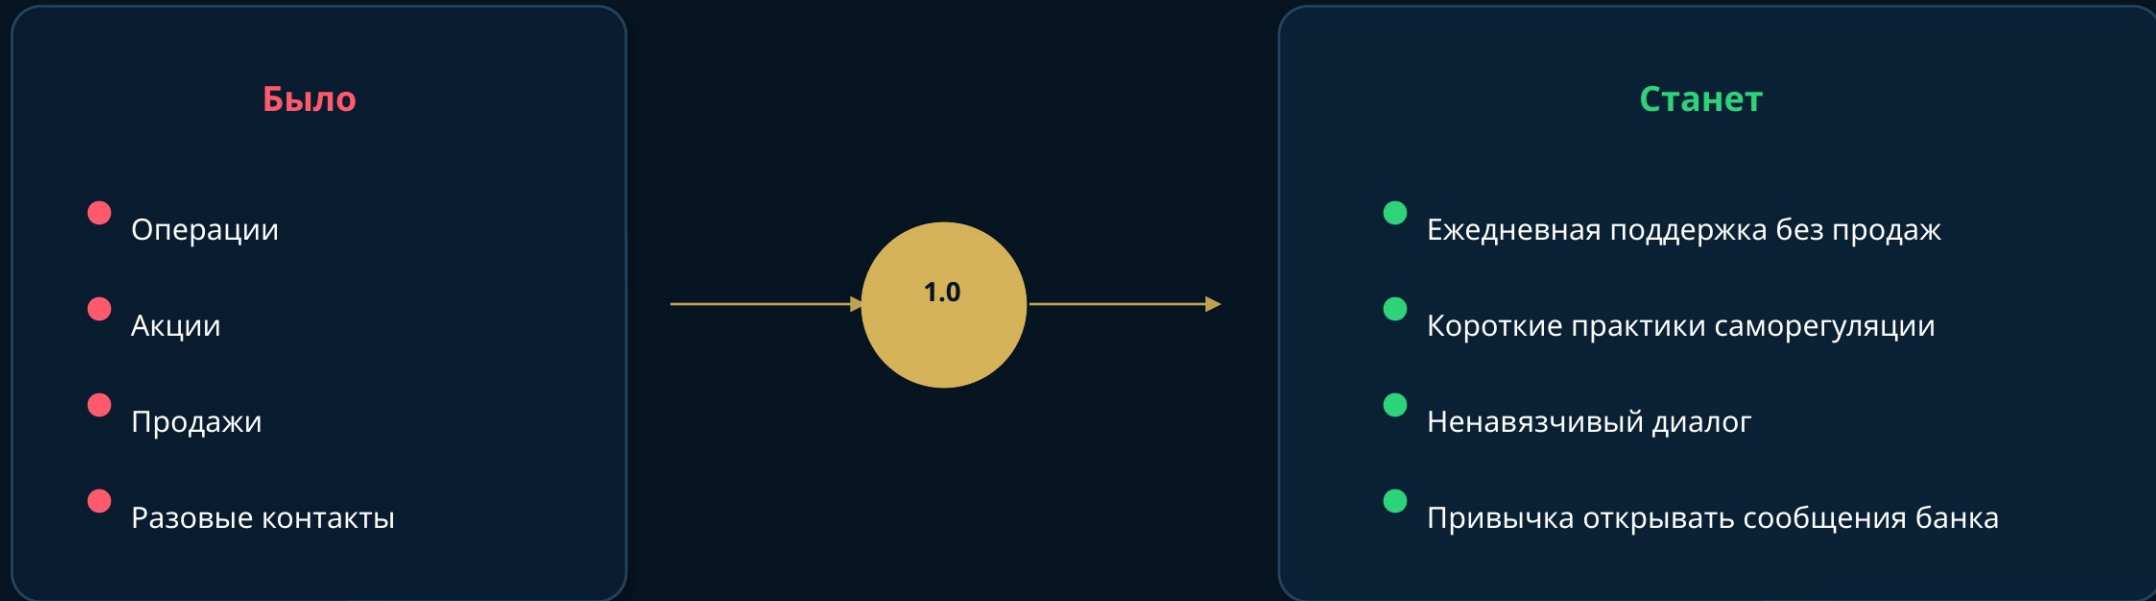 Было
Операции
Акции
Продажи
Разовые контакты
1.0
Станет
Ежедневная поддержка без продаж
Короткие практики саморегуляции
Ненавязчивый диалог
Привычка открывать сообщения банка